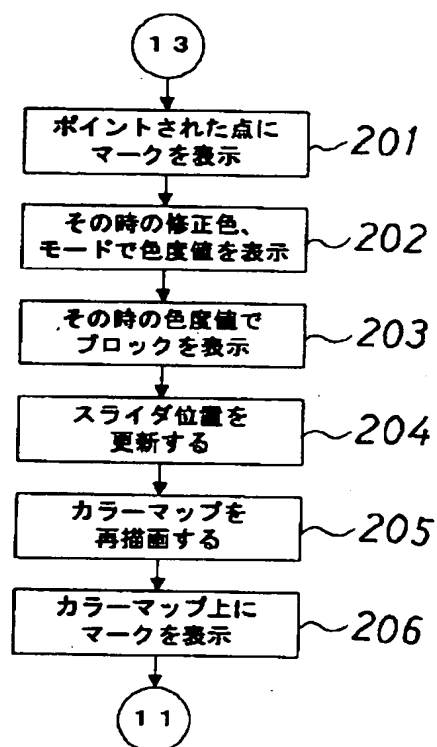 13
ポイントされた点に
マークを表示
201
その時の修正色、
モードで色度値を表示
202
その時の色度値で
ブロックを表示
203
スライダ位置を
更新する
204
カラーマップを
再描画する
205
カラーマップ上に
マークを表示
206
11